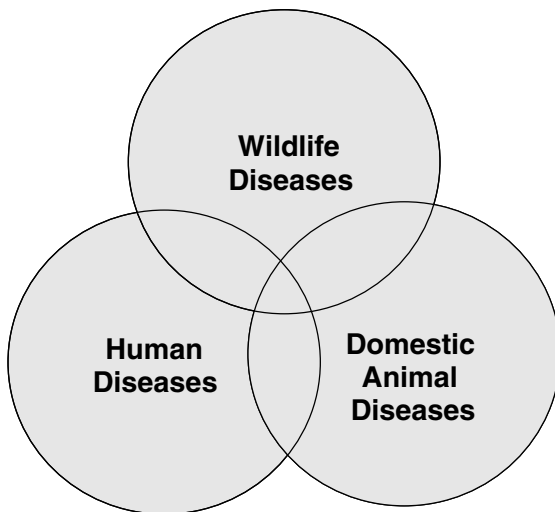 Wildlife
Diseases
Human
Diseases
Domestic
Animal
Diseases